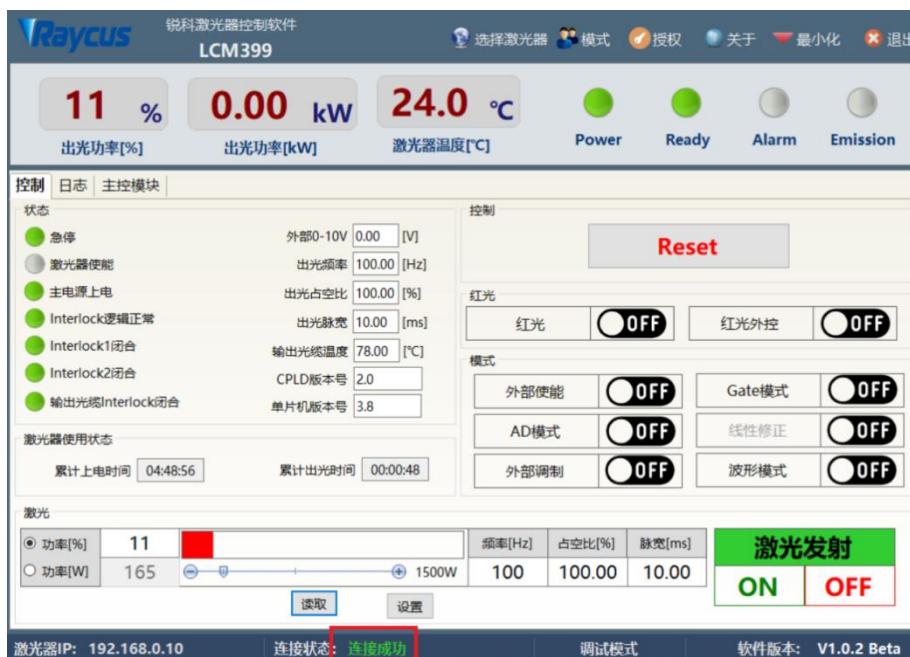 Raycus 锐科激光器控制软件
LCM399
选择激光器 模式 授权 关于 最小化
11 % 0.00 kW 24.0 ℃
出光功率[%] 出光功率[kW] 激光器温度[℃] Power Ready Alarm Emission
控制 日志 主控模块
状态
急停 外部0-10V 0.00 [V]
激光器使能 出光频率 100.00 [Hz]
主电源上电 出光占空比 100.00 [%]
Interlock逻辑正常 出光脉宽 10.00 [ms]
Interlock1闭合 输出光缆温度 78.00 [℃]
Interlock2闭合 CPLD版本号 2.0
输出光缆Interlock闭合 单片机版本号 3.8
激光器使用状态
累计上电时间 04:48:56 累计出光时间 00:00:48
控制
Reset
红光
红光 OFF 红光外控 OFF
模式
外部使能 OFF Gate模式 OFF
AD模式 OFF 线性修正 OFF
外部调制 OFF 波形模式 OFF
激光
功率[%] 11 频率[Hz] 占空比[%] 脉宽[ms] 激光发射
功率[W] 165 1500W 100 100.00 10.00 ON OFF
读取 设置
激光器IP: 192.168.0.10 连接状态: 连接成功 调试模式 软件版本: V1.0.2 Beta